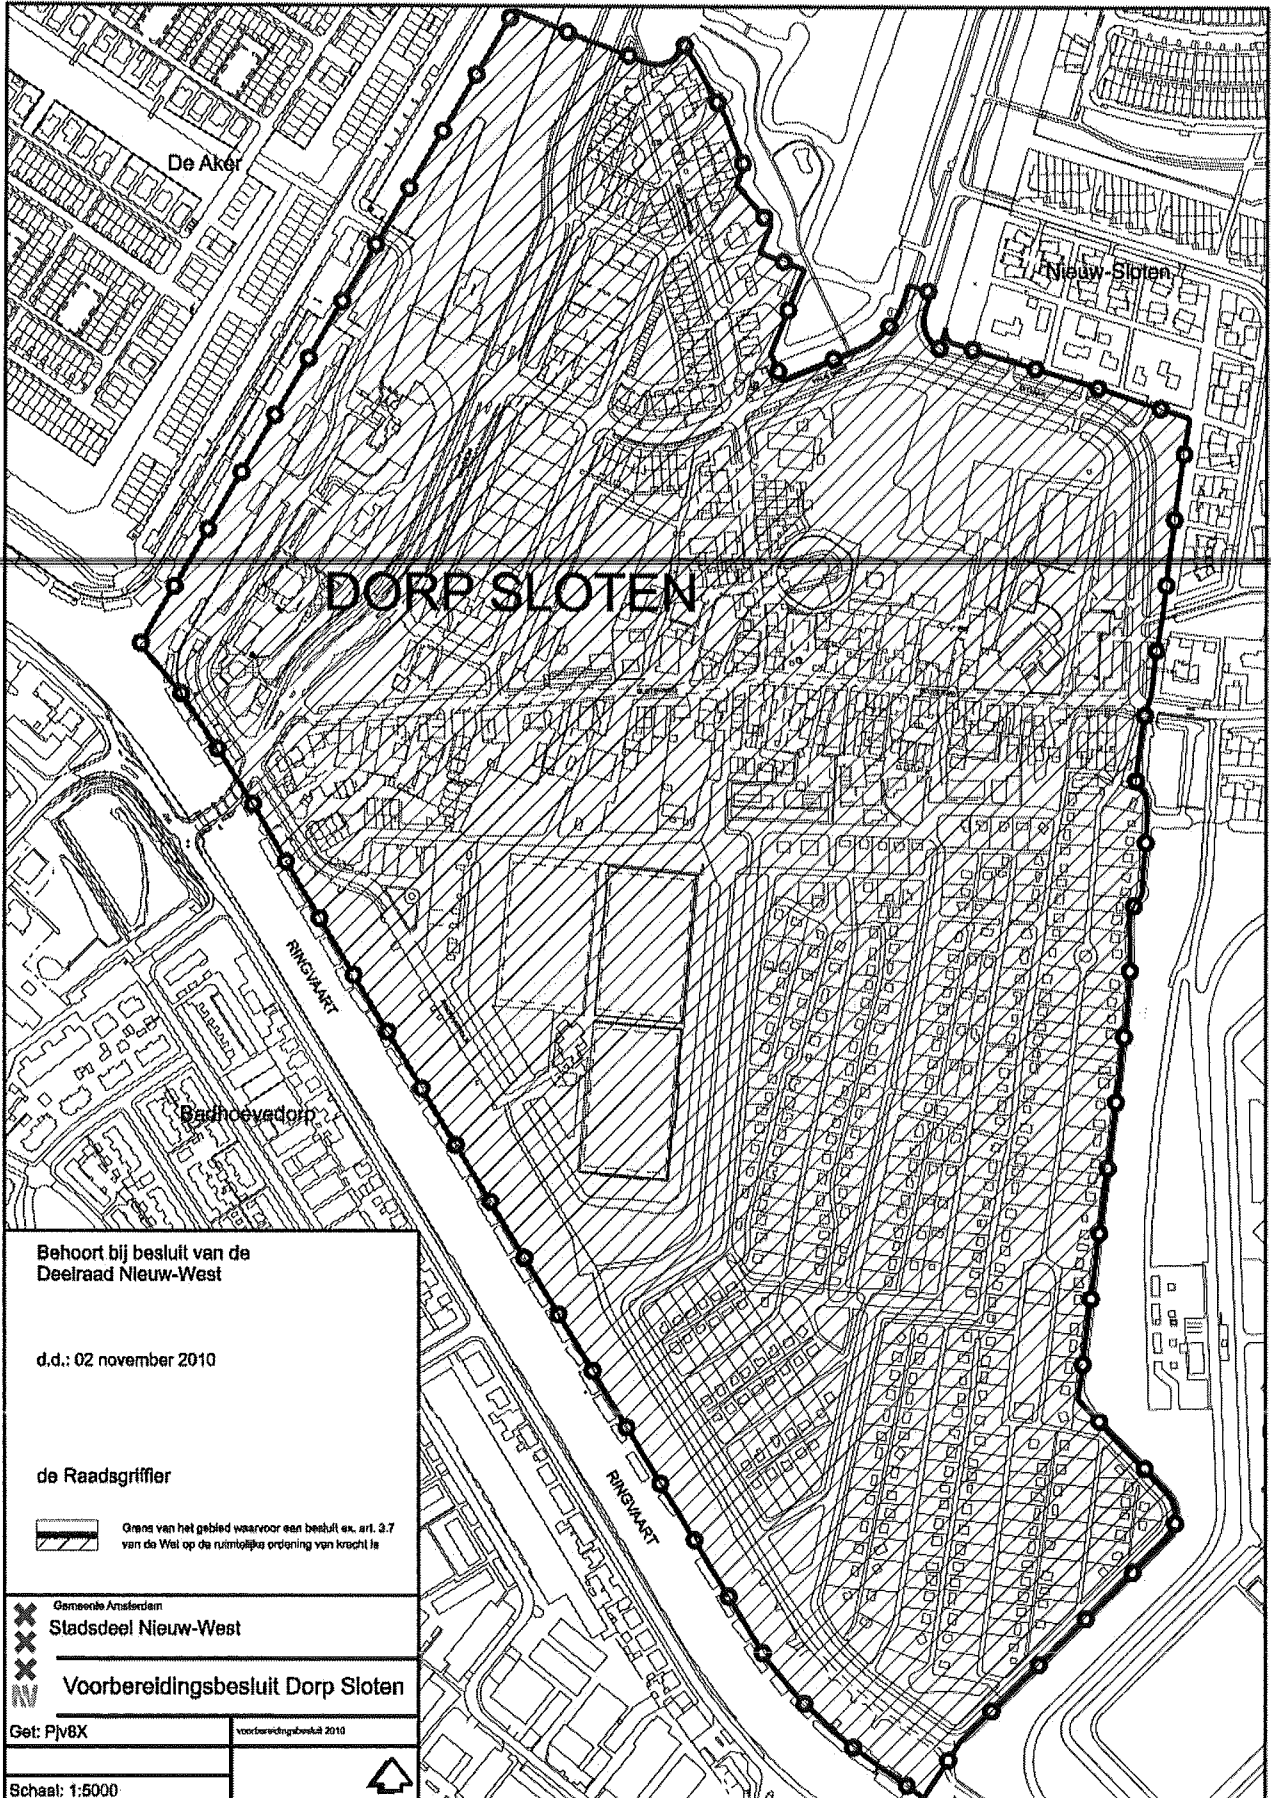 De Aker
Nieuw-Sloten
DORP SLOTEN
RINGVAART
Badhoevedorp
RINGVAART
Behoort bij besluit van de
Deelraad Nieuw-West
d.d.: 02 november 2010
de Raadsgriffier
Grens van het gebied waarvoor een besluit ex. art. 3.7
van de Wet op de ruimtelijke ordening van kracht is
Gemeente Amsterdam
Stadsdeel Nieuw-West
Voorbereidingsbesluit Dorp Sloten
Get: PjvBX
voorbereidingsbesluit 2010
Schaal: 1:5000